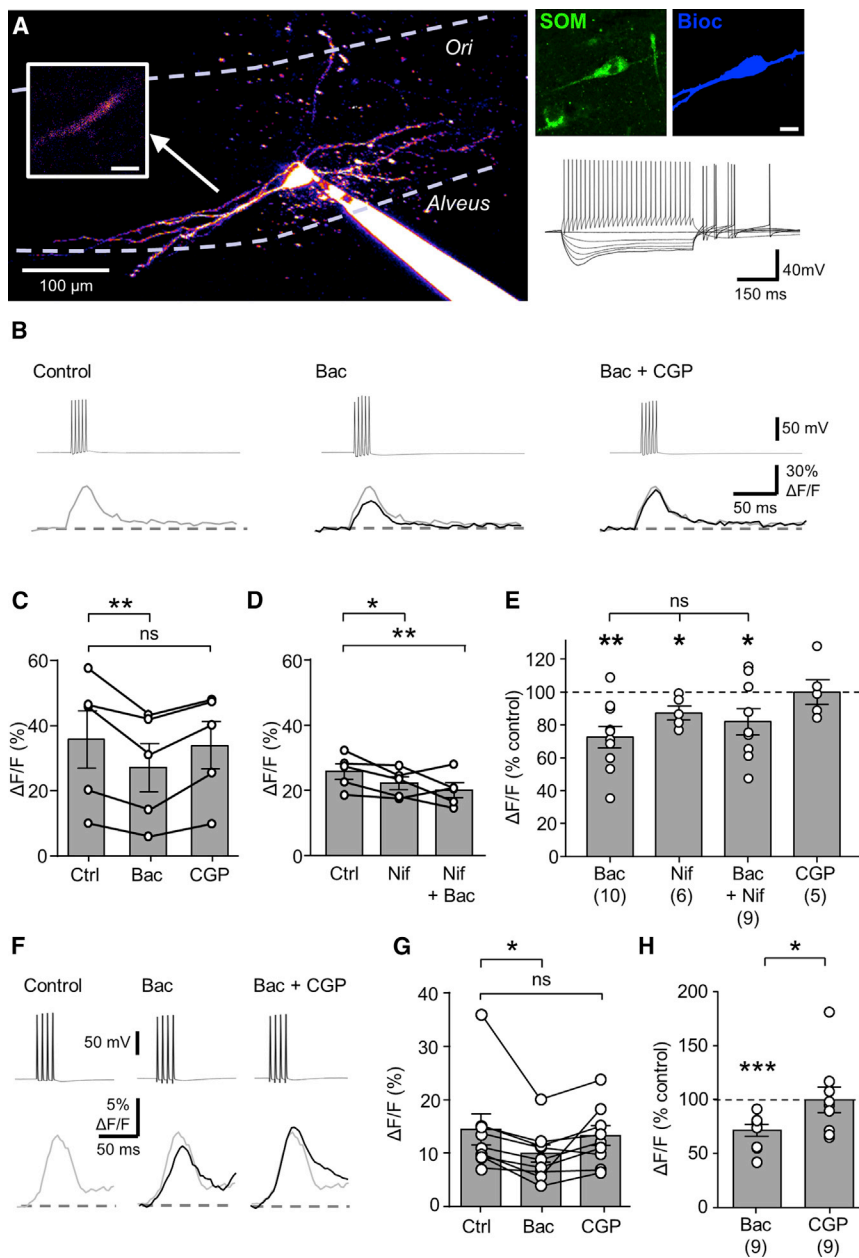 A
Ori
Alveus
100 µm
SOM
Bioc
40mV
150 ms
B
Control
Bac
Bac + CGP
50 mV
30%
ΔF/F
50 ms
C
**
ns
ΔF/F (%)
60
40
20
0
Ctrl
Bac
CGP
D
*
**
ΔF/F (%)
60
40
20
0
Ctrl
Nif
Nif
+ Bac
E
ns
**
*
*
ΔF/F (% control)
120
100
80
60
40
20
0
Bac
(10)
Nif
(6)
Bac
+ Nif
(9)
CGP
(5)
F
Control
Bac
Bac + CGP
50 mV
5%
ΔF/F
50 ms
G
*
ns
ΔF/F (%)
40
30
20
10
0
Ctrl
Bac
CGP
H
*
***
ΔF/F (% control)
200
150
100
50
0
Bac
(9)
CGP
(9)